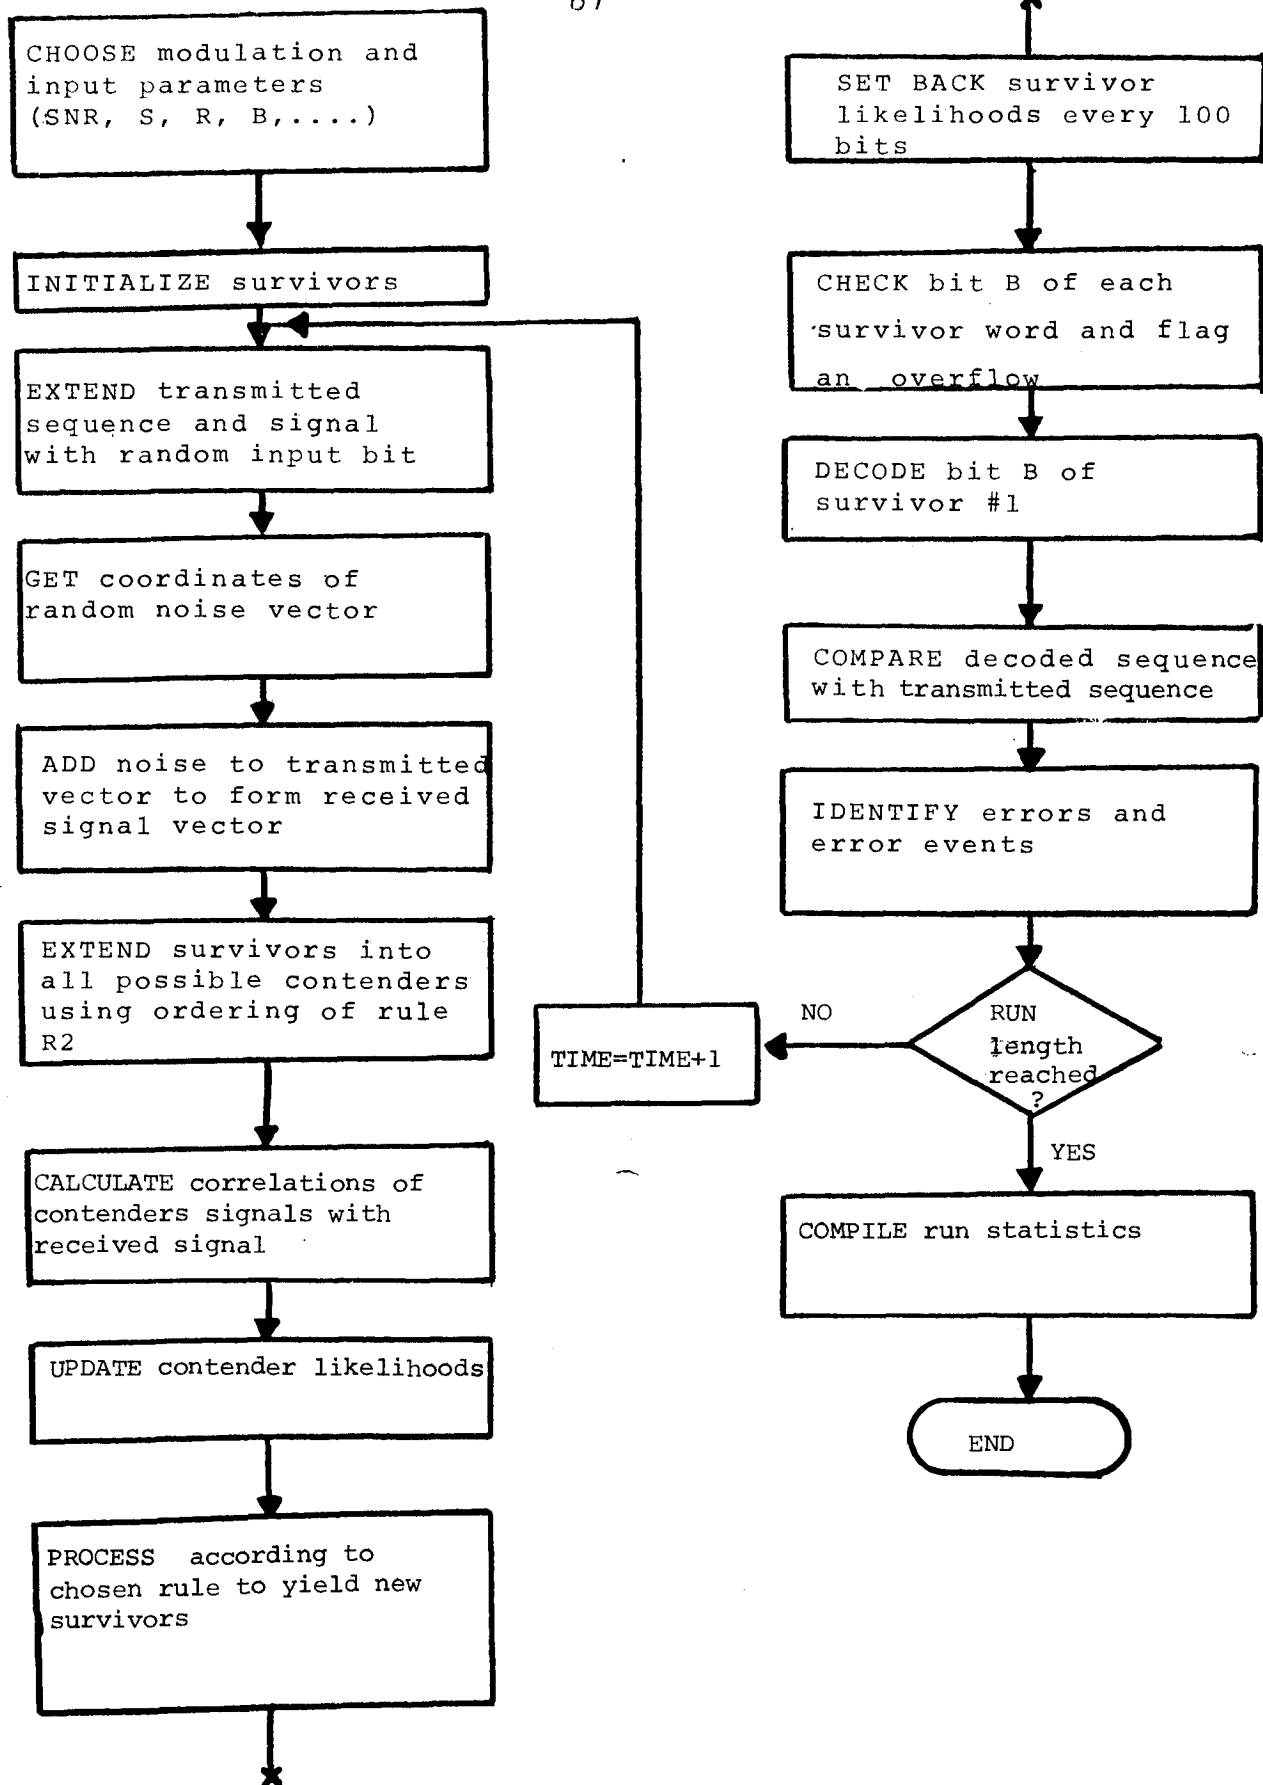 CHOOSE modulation and
input parameters
(SNR, S, R, B,....)
INITIALIZE survivors
EXTEND transmitted
sequence and signal
with random input bit
GET coordinates of
random noise vector
ADD noise to transmitted
vector to form received
signal vector
EXTEND survivors into
all possible contenders
using ordering of rule
R2
CALCULATE correlations of
contenders signals with
received signal
UPDATE contender likelihoods
PROCESS according to
chosen rule to yield new
survivors
X
SET BACK survivor
likelihoods every 100
bits
CHECK bit B of each
survivor word and flag
an overflow
DECODE bit B of
survivor #1
COMPARE decoded sequence
with transmitted sequence
IDENTIFY errors and
error events
RUN
length
reached
?
NO
TIME=TIME+1
YES
COMPILE run statistics
END